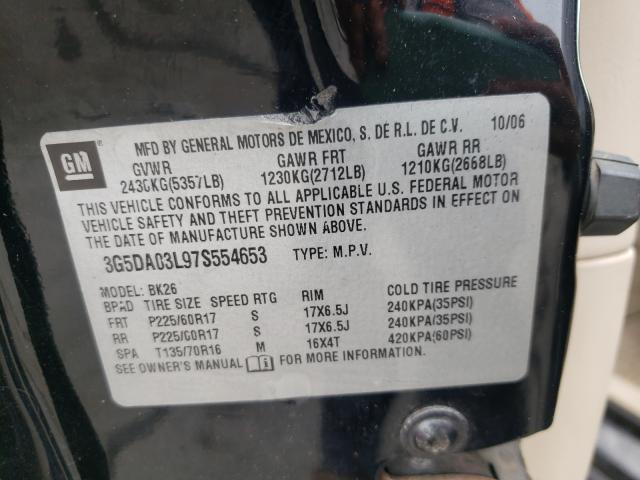 GM
MFD BY GENERAL MOTORS DE MEXICO, S. DE R.L. DE C.V. 10/06
GVWR GAWR FRT GAWR RR
2430KG(5357LB) 1230KG(2712LB) 1210KG(2668LB)
THIS VEHICLE CONFORMS TO ALL APPLICABLE U.S. FEDERAL MOTOR
VEHICLE SAFETY AND THEFT PREVENTION STANDARDS IN EFFECT ON
THE DATE OF MANUFACTURE SHOWN ABOVE.
3G5DA03L97S554653 TYPE: M.P.V.
MODEL: BK26
BPAD TIRE SIZE SPEED RTG RIM COLD TIRE PRESSURE
FRT P225/60R17 S 17X6.5J 240KPA(35PSI)
RR P225/60R17 S 17X6.5J 240KPA(35PSI)
SPA T135/70R16 M 16X4T 420KPA(60PSI)
SEE OWNER'S MANUAL FOR MORE INFORMATION.